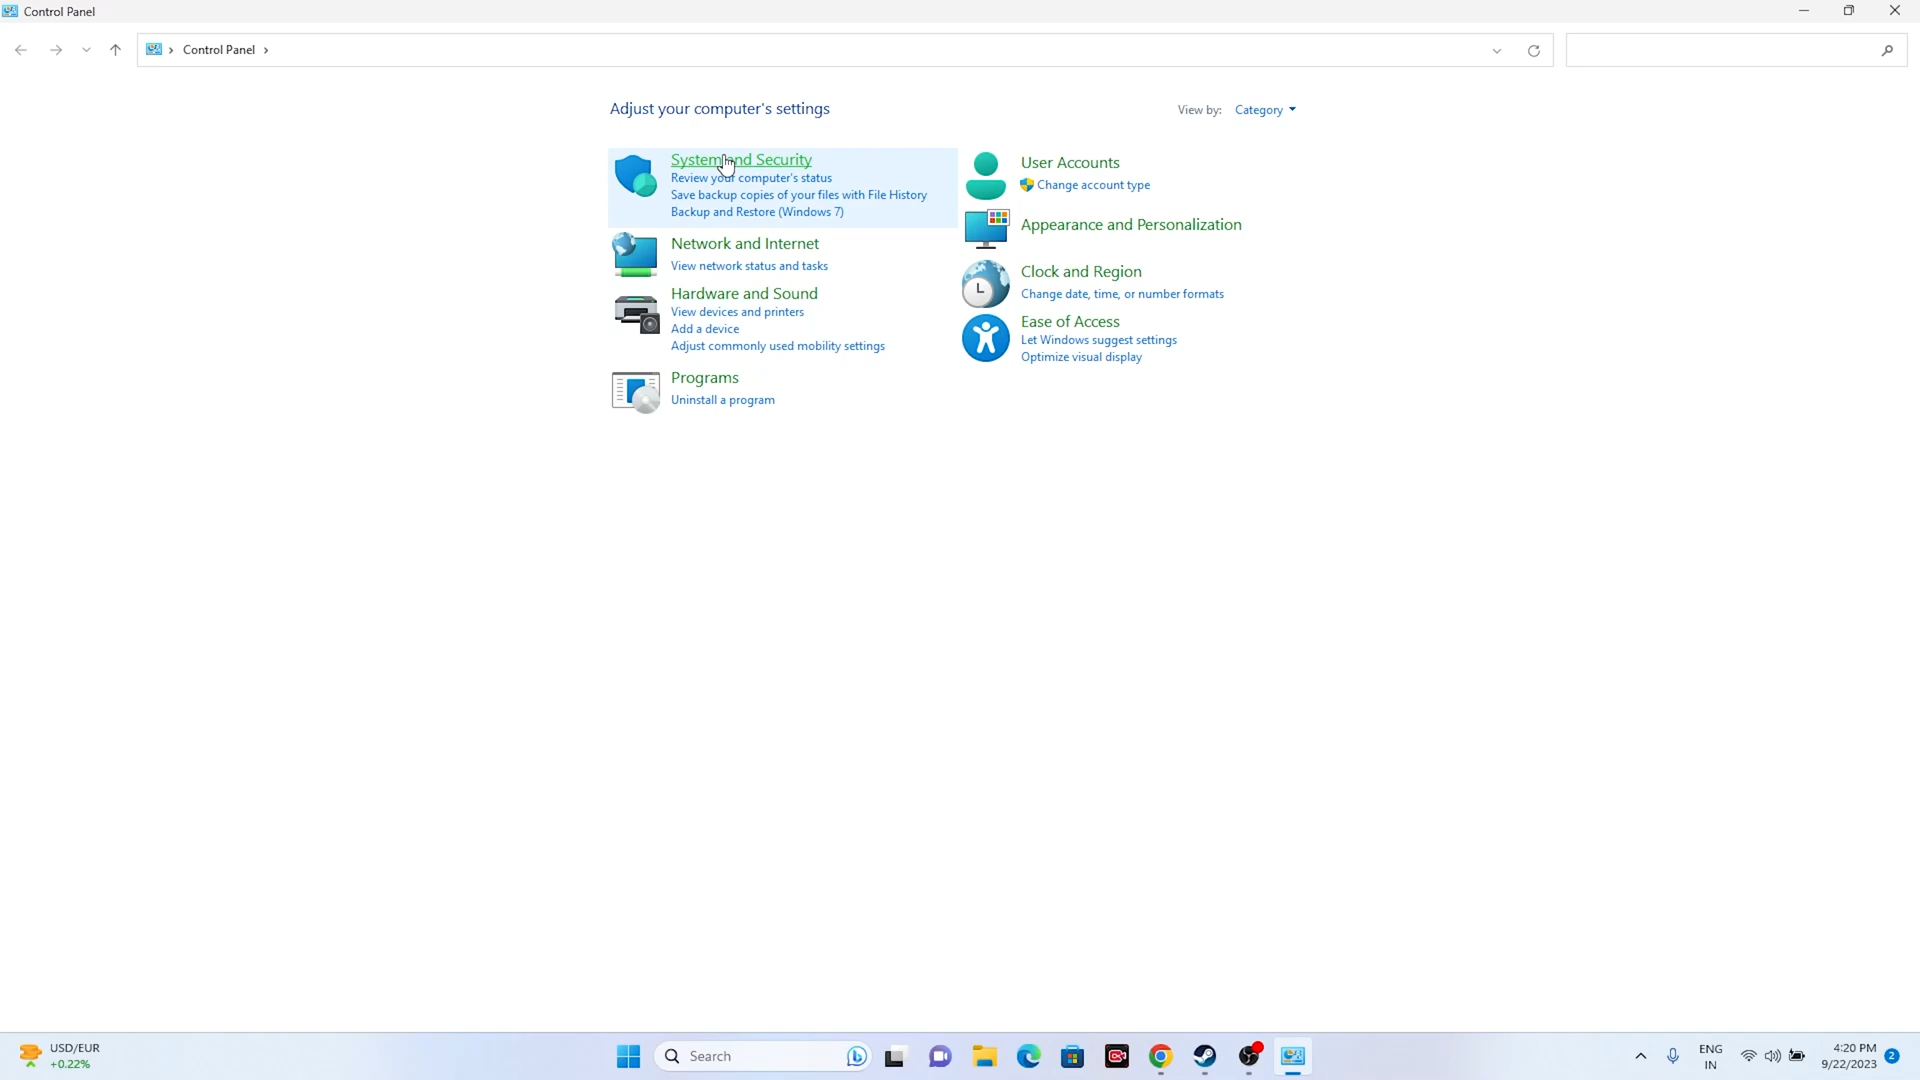 Control Panel
Control Panel
Adjust your computer's settings
View by: Category
System and Security
Review your computer's status
Save backup copies of your files with File History
Backup and Restore (Windows 7)
Network and Internet
View network status and tasks
Hardware and Sound
View devices and printers
Add a device
Adjust commonly used mobility settings
Programs
Uninstall a program
User Accounts
Change account type
Appearance and Personalization
Clock and Region
Change date, time, or number formats
Ease of Access
Let Windows suggest settings
Optimize visual display
USD/EUR
+0.22%
Search
ENG
IN
4:20 PM
9/22/2023
2